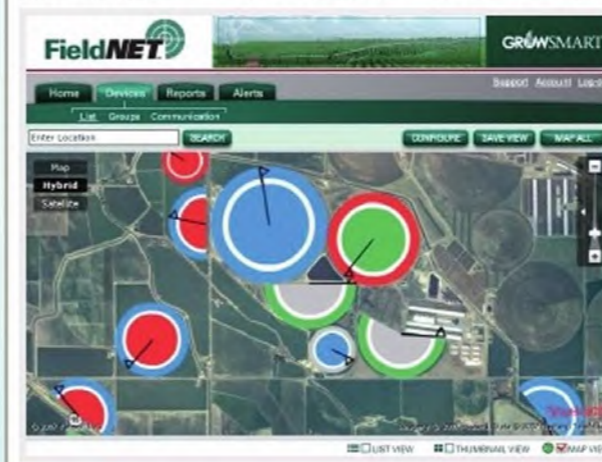 FieldNET
GROWSMART
Support Account
Home Devices Reports Alerts
List Groups Communication
Enter Location SEARCH CONFIGURE SAVE VIEW MAP ALL
Map
Hybrid
Satellite
LIST VIEW THUMBNAIL VIEW MAP